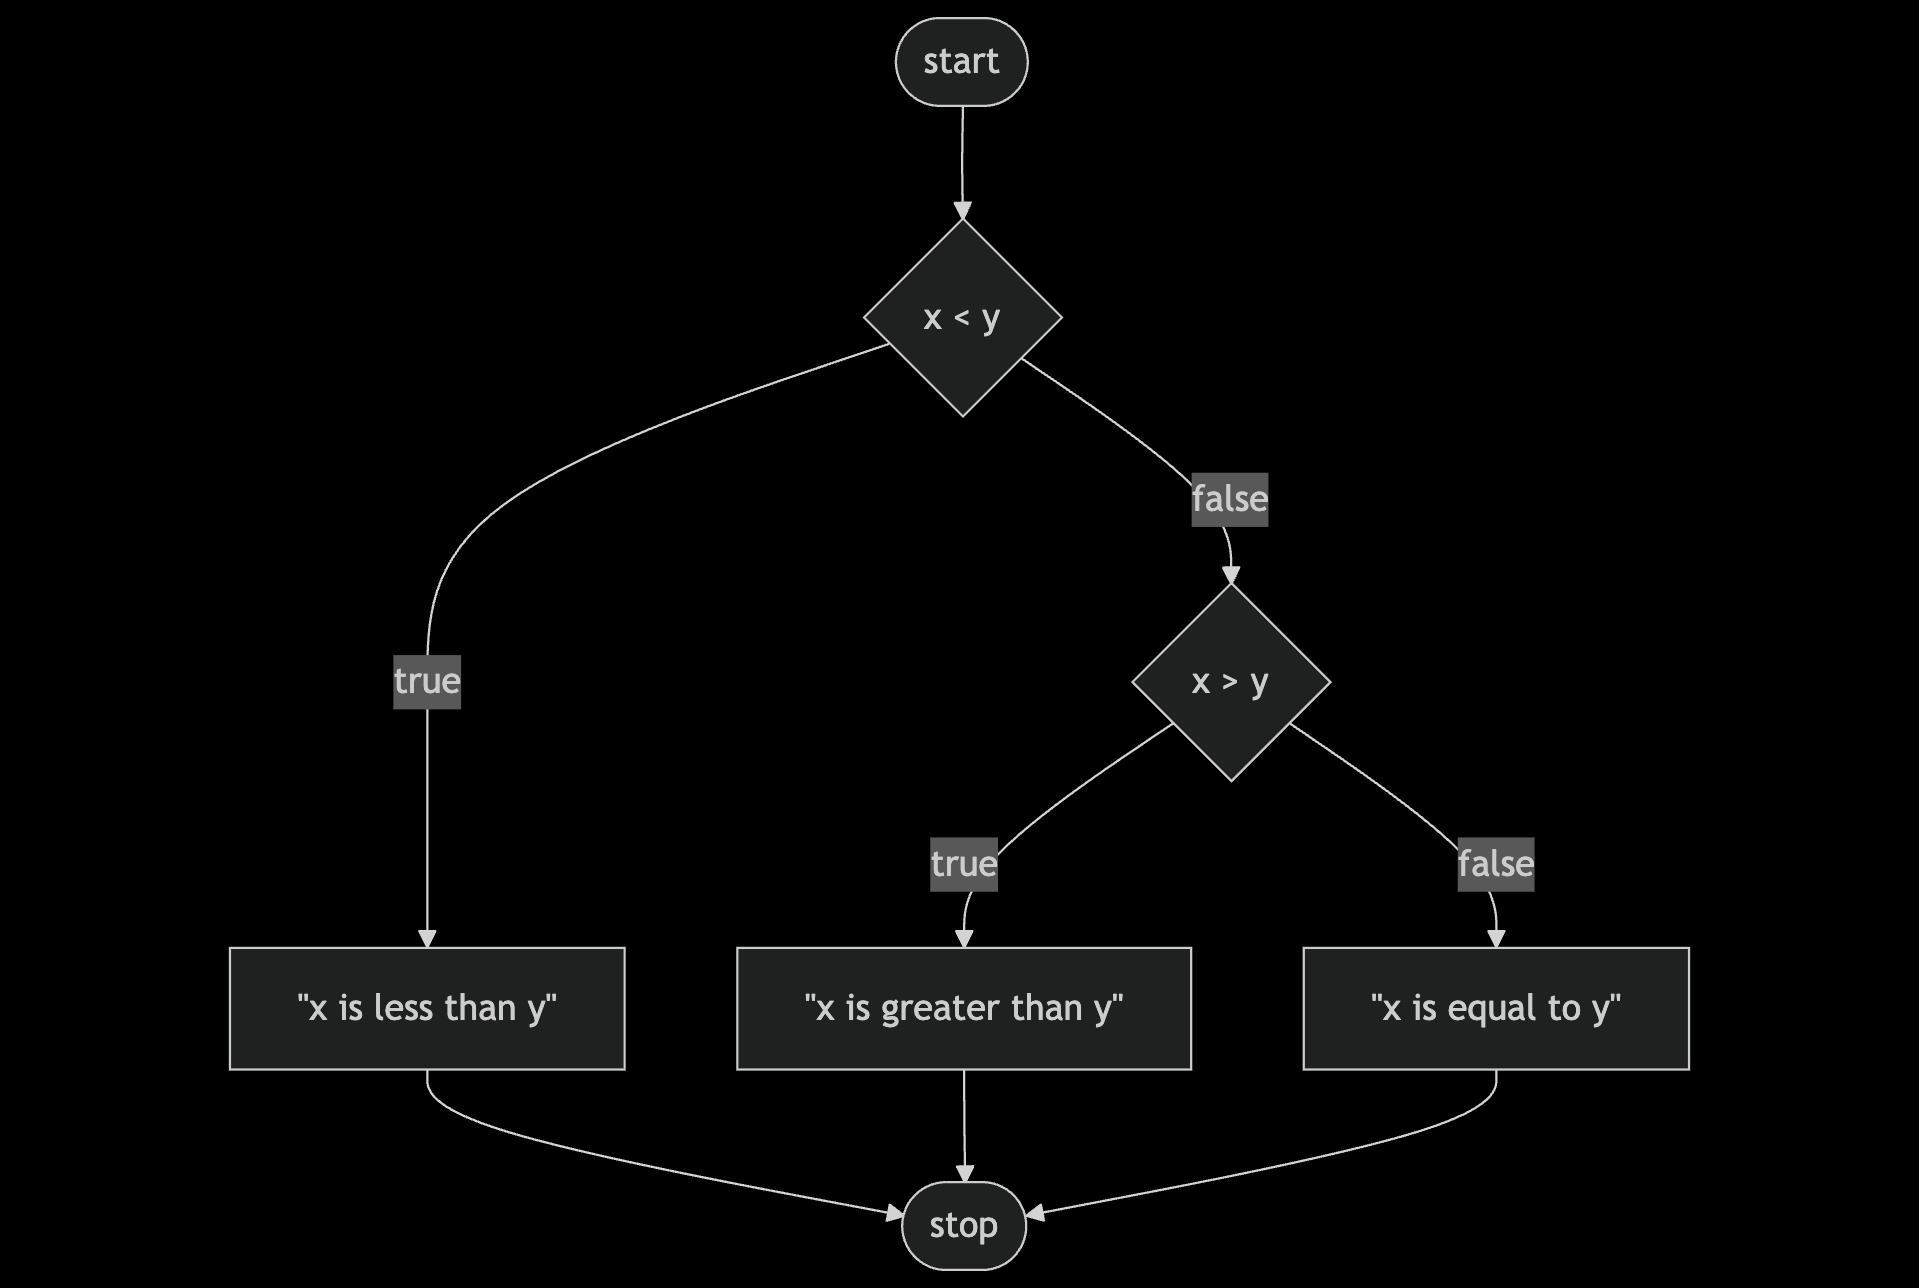 start
x < y
false
true
x > y
true
false
"x is less than y"
"x is greater than y"
"x is equal to y"
stop